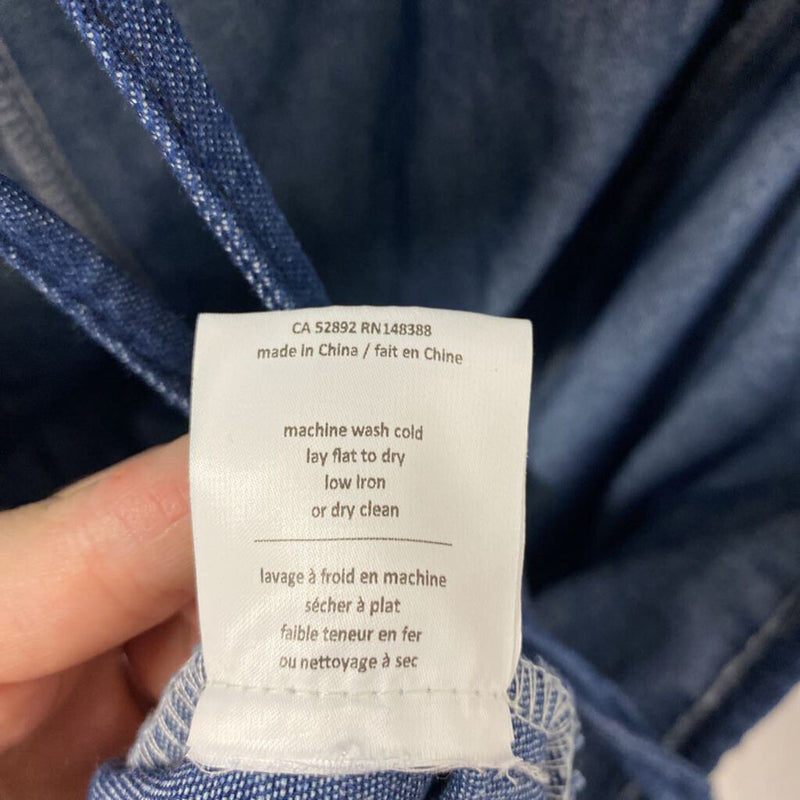 CA 52892 RN148388
made in China / fait en Chine
machine wash cold
lay flat to dry
low iron
or dry clean
lavage à froid en machine
sécher à plat
faible teneur en fer
ou nettoyage à sec